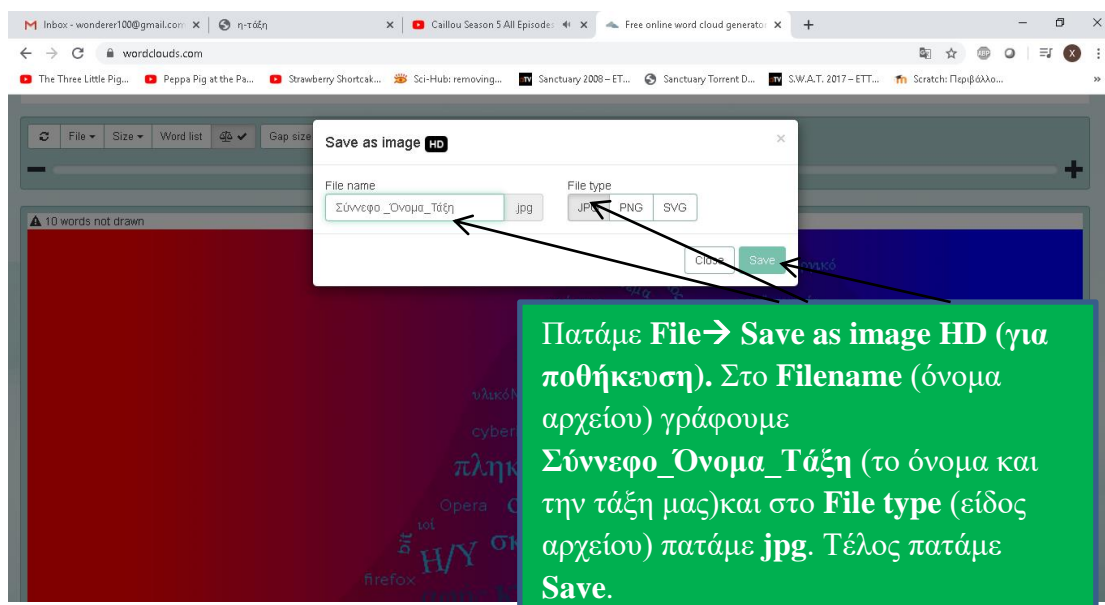 Inbox - wonderer100@gmail.com
η-τάξη
Caillou Season 5 All Episodes
Free online word cloud generator
wordclouds.com
The Three Little Pig...
Peppa Pig at the Pa...
Strawberry Shortcak...
Sci-Hub: removing...
Sanctuary 2008 – ET...
Sanctuary Torrent D...
S.W.A.T. 2017 – ETT...
Scratch: Περιβάλλο...
File
Size
Word list
Gap size
Save as image HD
File name
File type
Σύννεφο _Όνομα_Τάξη
jpg
JPG
PNG
SVG
Close
Save
10 words not drawn
cyber
Opera
lol
bit
Η/Υ
firefox
Πατάμε File→ Save as image HD (για
ποθήκευση). Στο Filename (όνομα
αρχείου) γράφουμε
Σύννεφο_Όνομα_Τάξη (το όνομα και
την τάξη μας)και στο File type (είδος
αρχείου) πατάμε jpg. Τέλος πατάμε
Save.